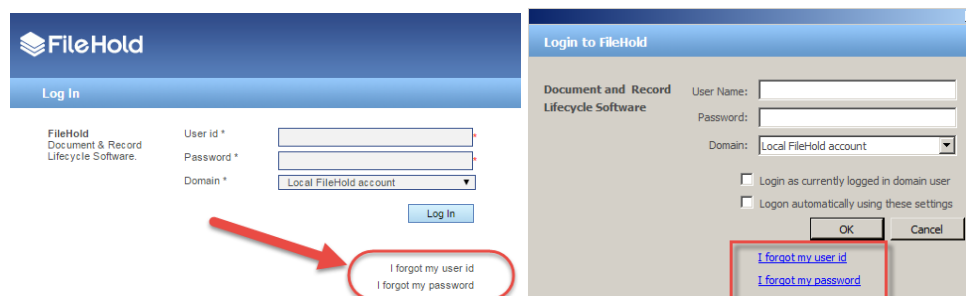 FileHold
Log In
FileHold
Document & Record
Lifecycle Software.
User id *
*
Password *
*
Domain *
Local FileHold account
Log In
I forgot my user id
I forgot my password
Login to FileHold
Document and Record
Lifecycle Software
User Name:
Password:
Domain:
Local FileHold account
Login as currently logged in domain user
Logon automatically using these settings
OK
Cancel
I forgot my user id
I forgot my password